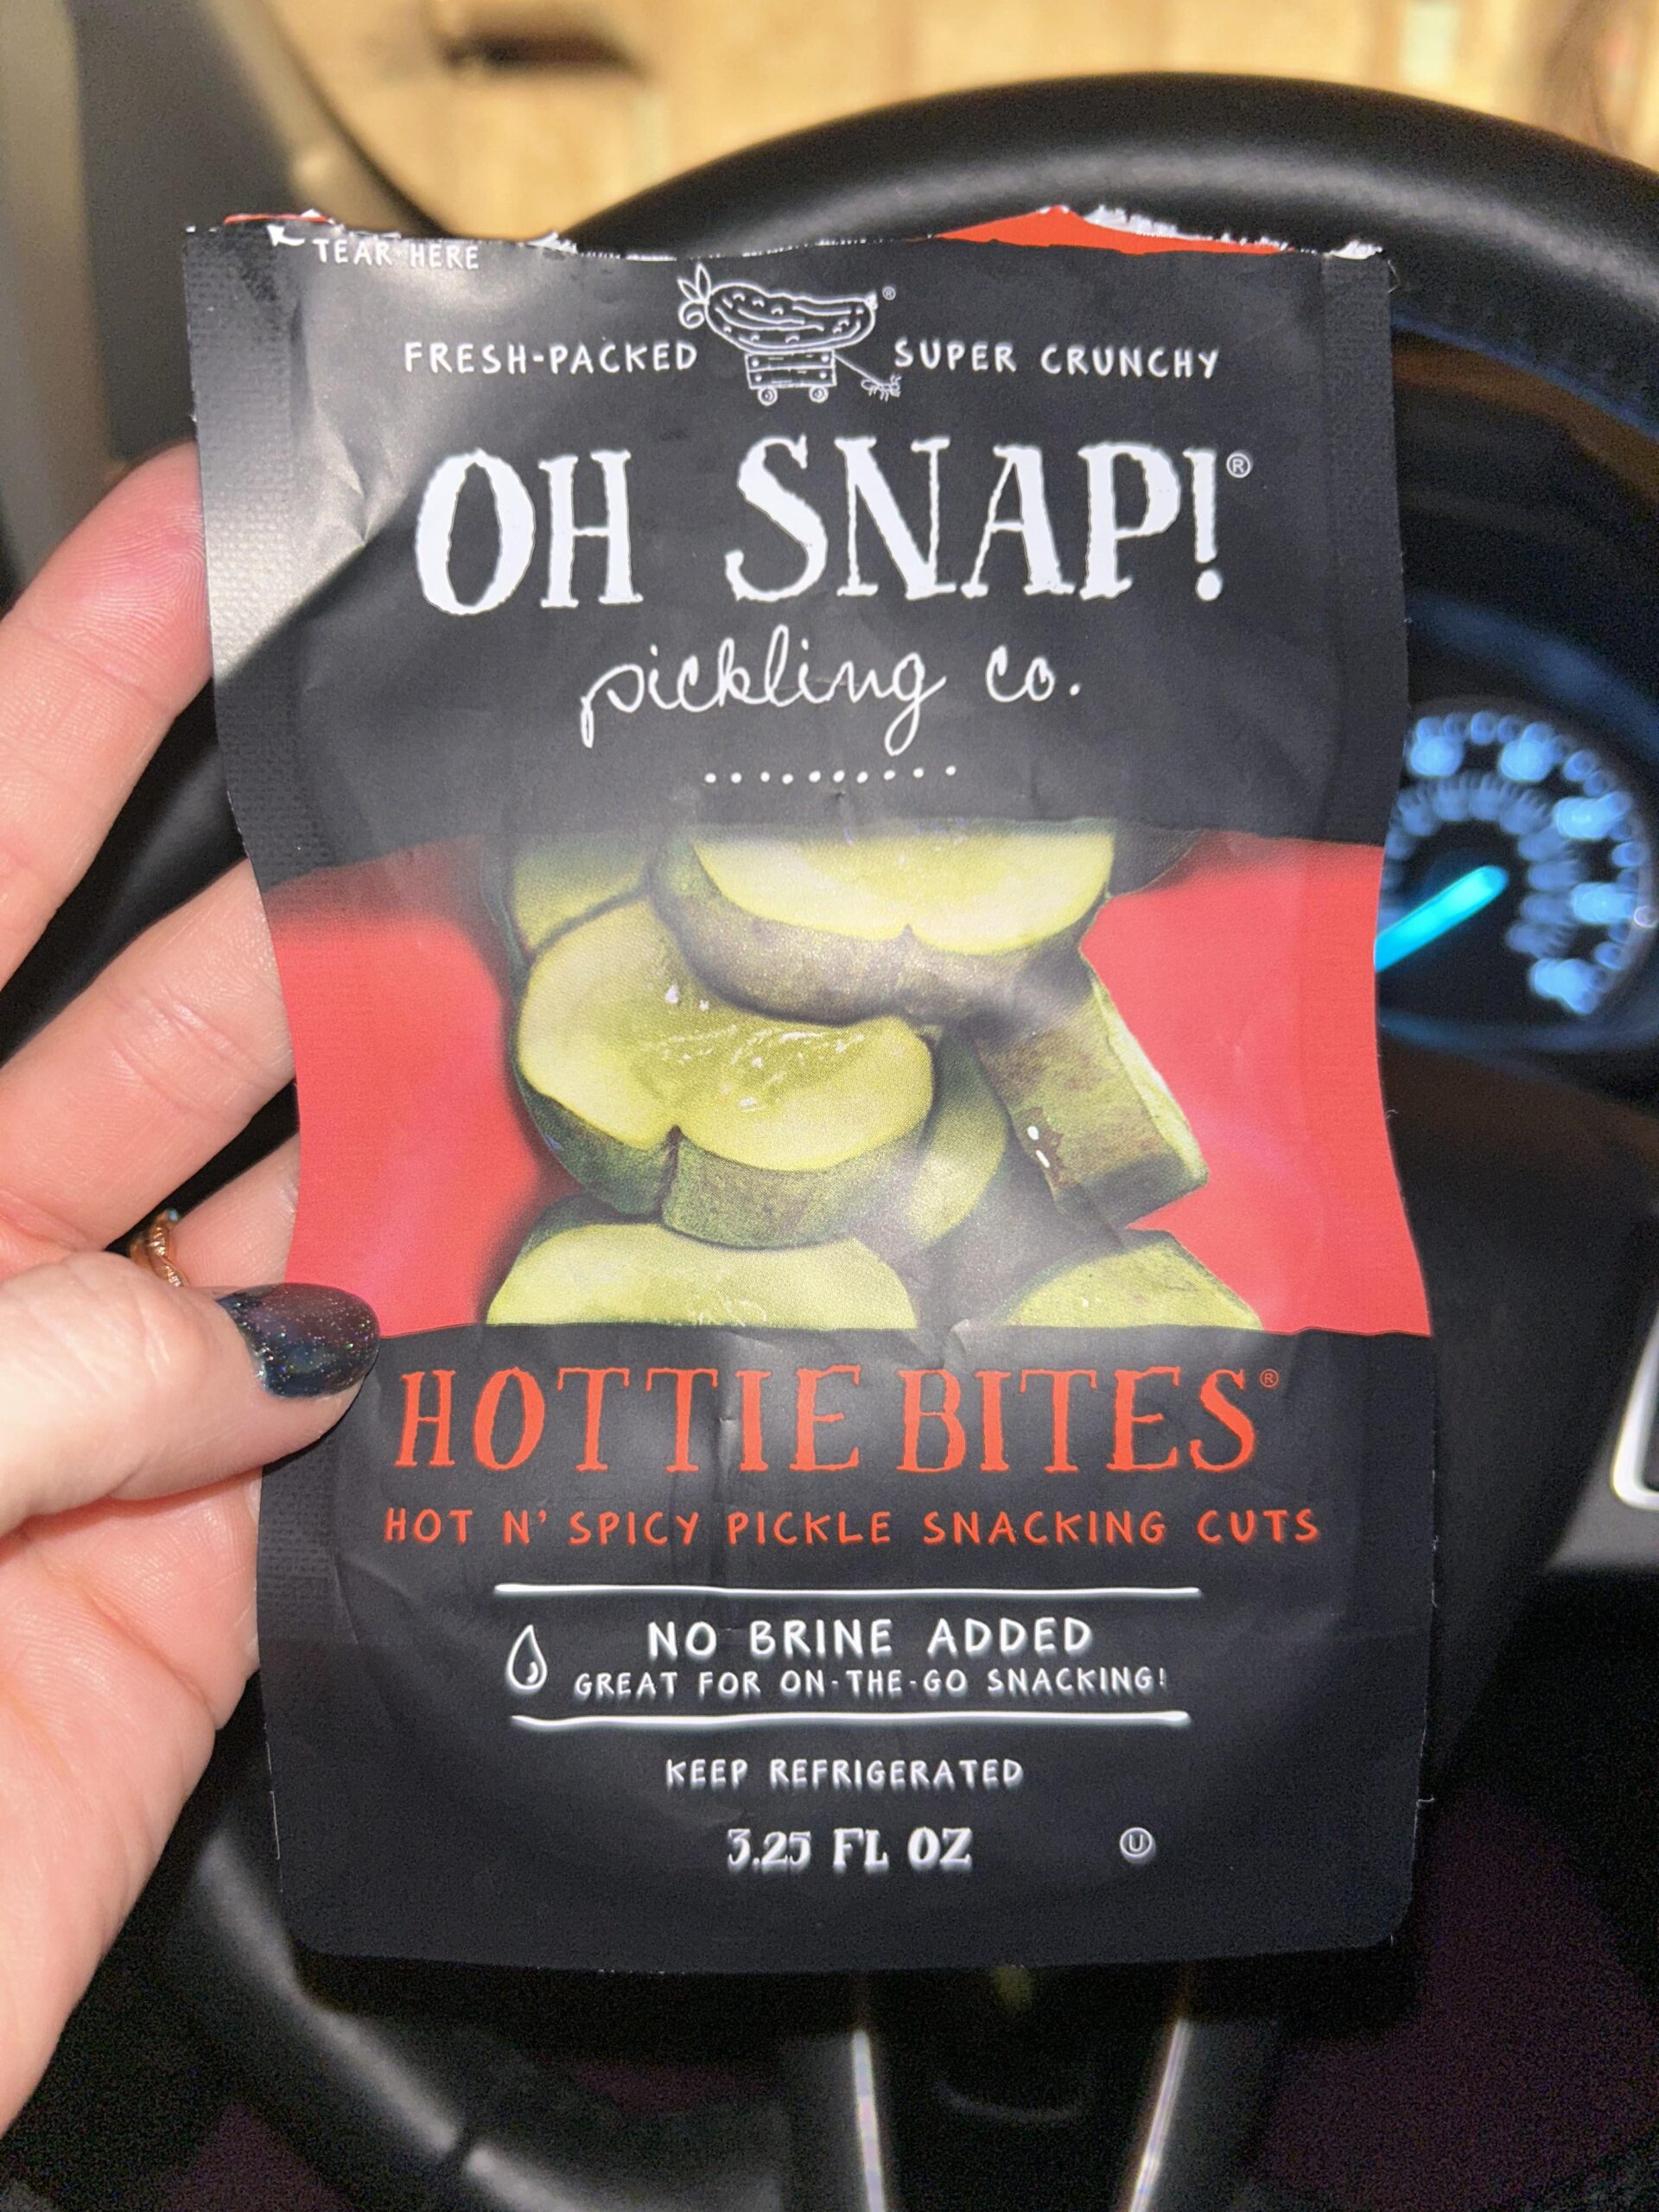 TEAR HERE
FRESH-PACKED ® SUPER CRUNCHY
OH SNAP!®
pickling co.
HOTTIE BITES®
HOT N' SPICY PICKLE SNACKING CUTS
NO BRINE ADDED
GREAT FOR ON-THE-GO SNACKING!
KEEP REFRIGERATED
3.25 FL OZ
U